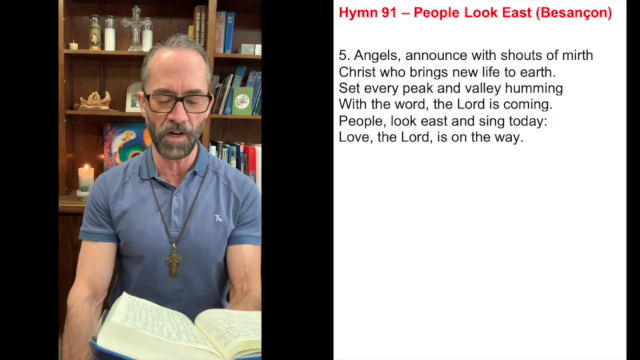 Hymn 91 – People Look East (Besançon)
5. Angels, announce with shouts of mirth
Christ who brings new life to earth.
Set every peak and valley humming
With the word, the Lord is coming.
People, look east and sing today:
Love, the Lord, is on the way.